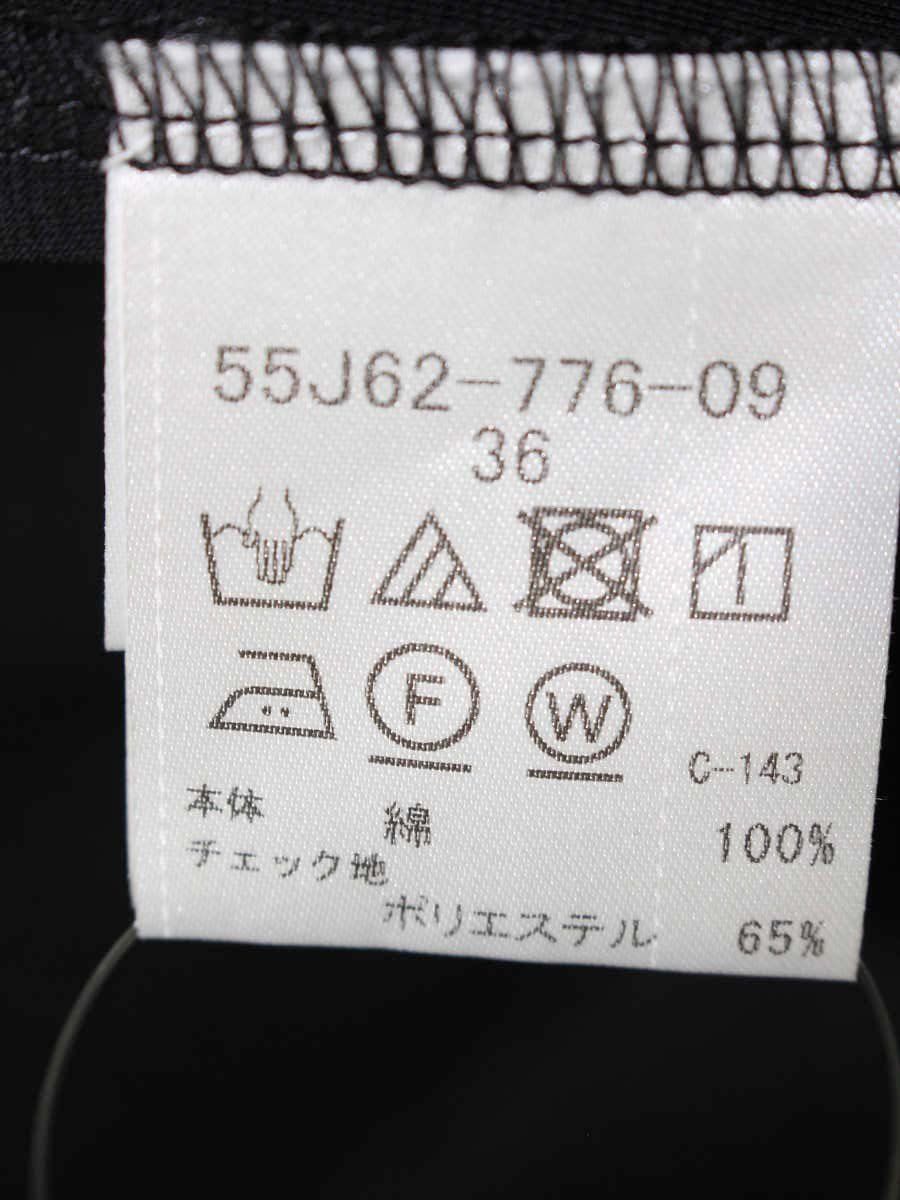 55J62-776-09
36
F W
C-143
本体 綿 100%
チェック地
ポリエステル 65%